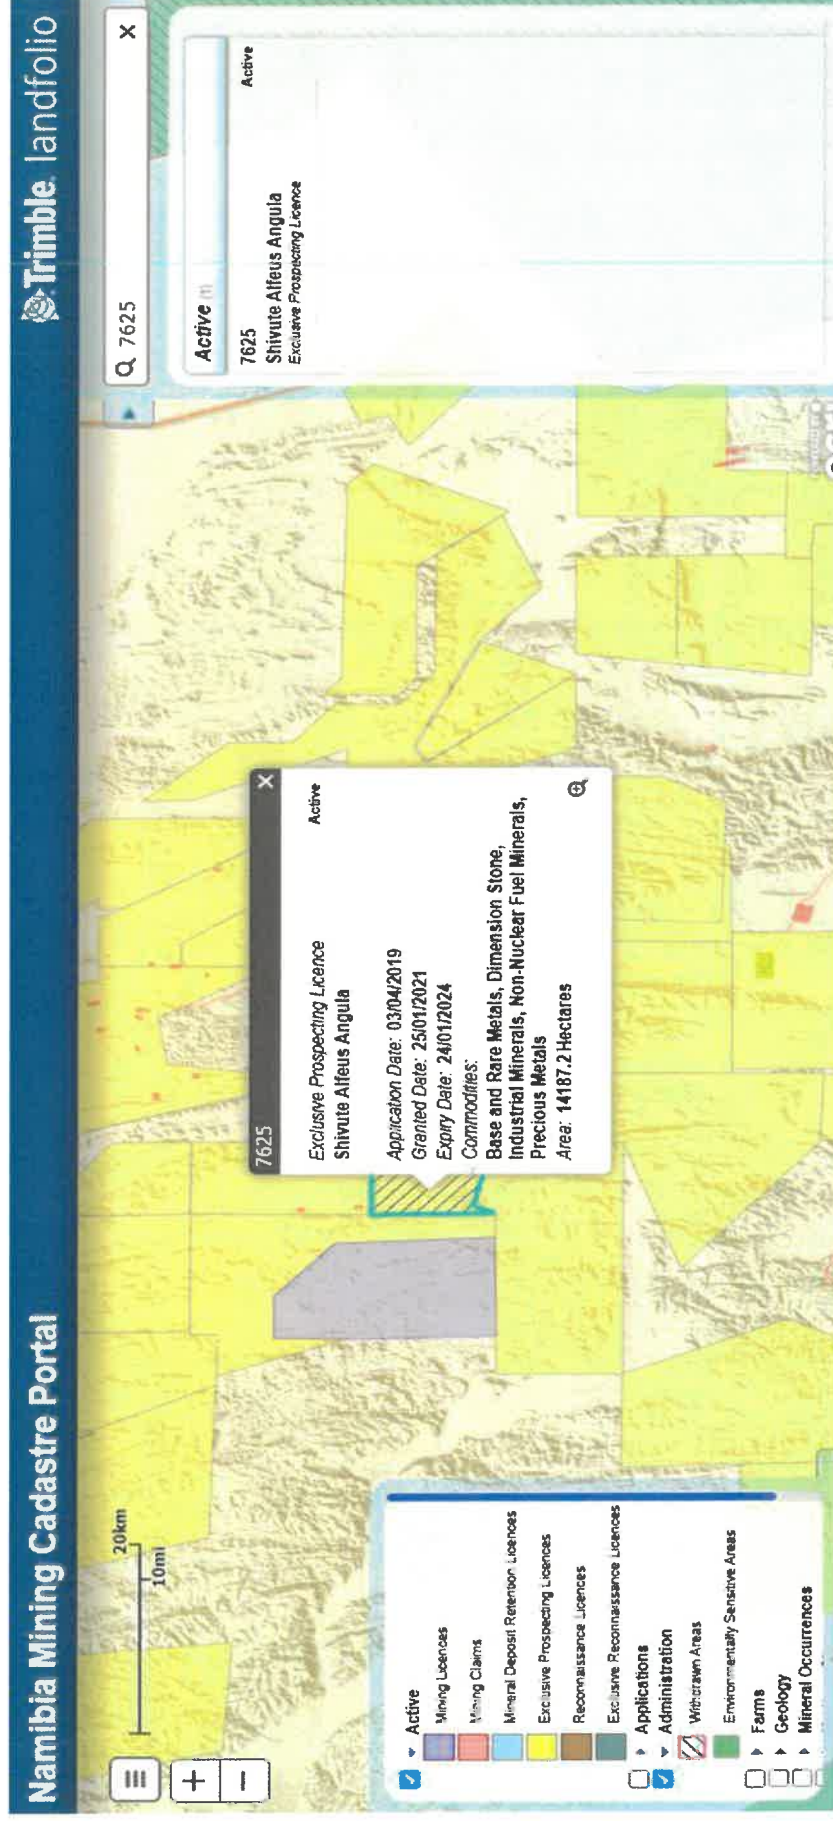 Namibia Mining Cadastre Portal
Trimble. landfolio
20km
10mi
7625
Active (1)
7625
Shivute Alfeus Angula
Exclusive Prospecting Licence
Active
7625
Exclusive Prospecting Licence
Active
Shivute Alfeus Angula
Application Date: 03/04/2019
Granted Date: 25/01/2021
Expiry Date: 24/01/2024
Commodities:
Base and Rare Metals, Dimension Stone,
Industrial Minerals, Non-Nuclear Fuel Minerals,
Precious Metals
Area: 14187.2 Hectares
Active
Mining Licences
Mining Claims
Mineral Deposit Retention Licences
Exclusive Prospecting Licences
Reconnaissance Licences
Exclusive Reconnaissance Licences
Applications
Administration
Withdrawn Areas
Environmentally Sensitive Areas
Farms
Geology
Mineral Occurrences